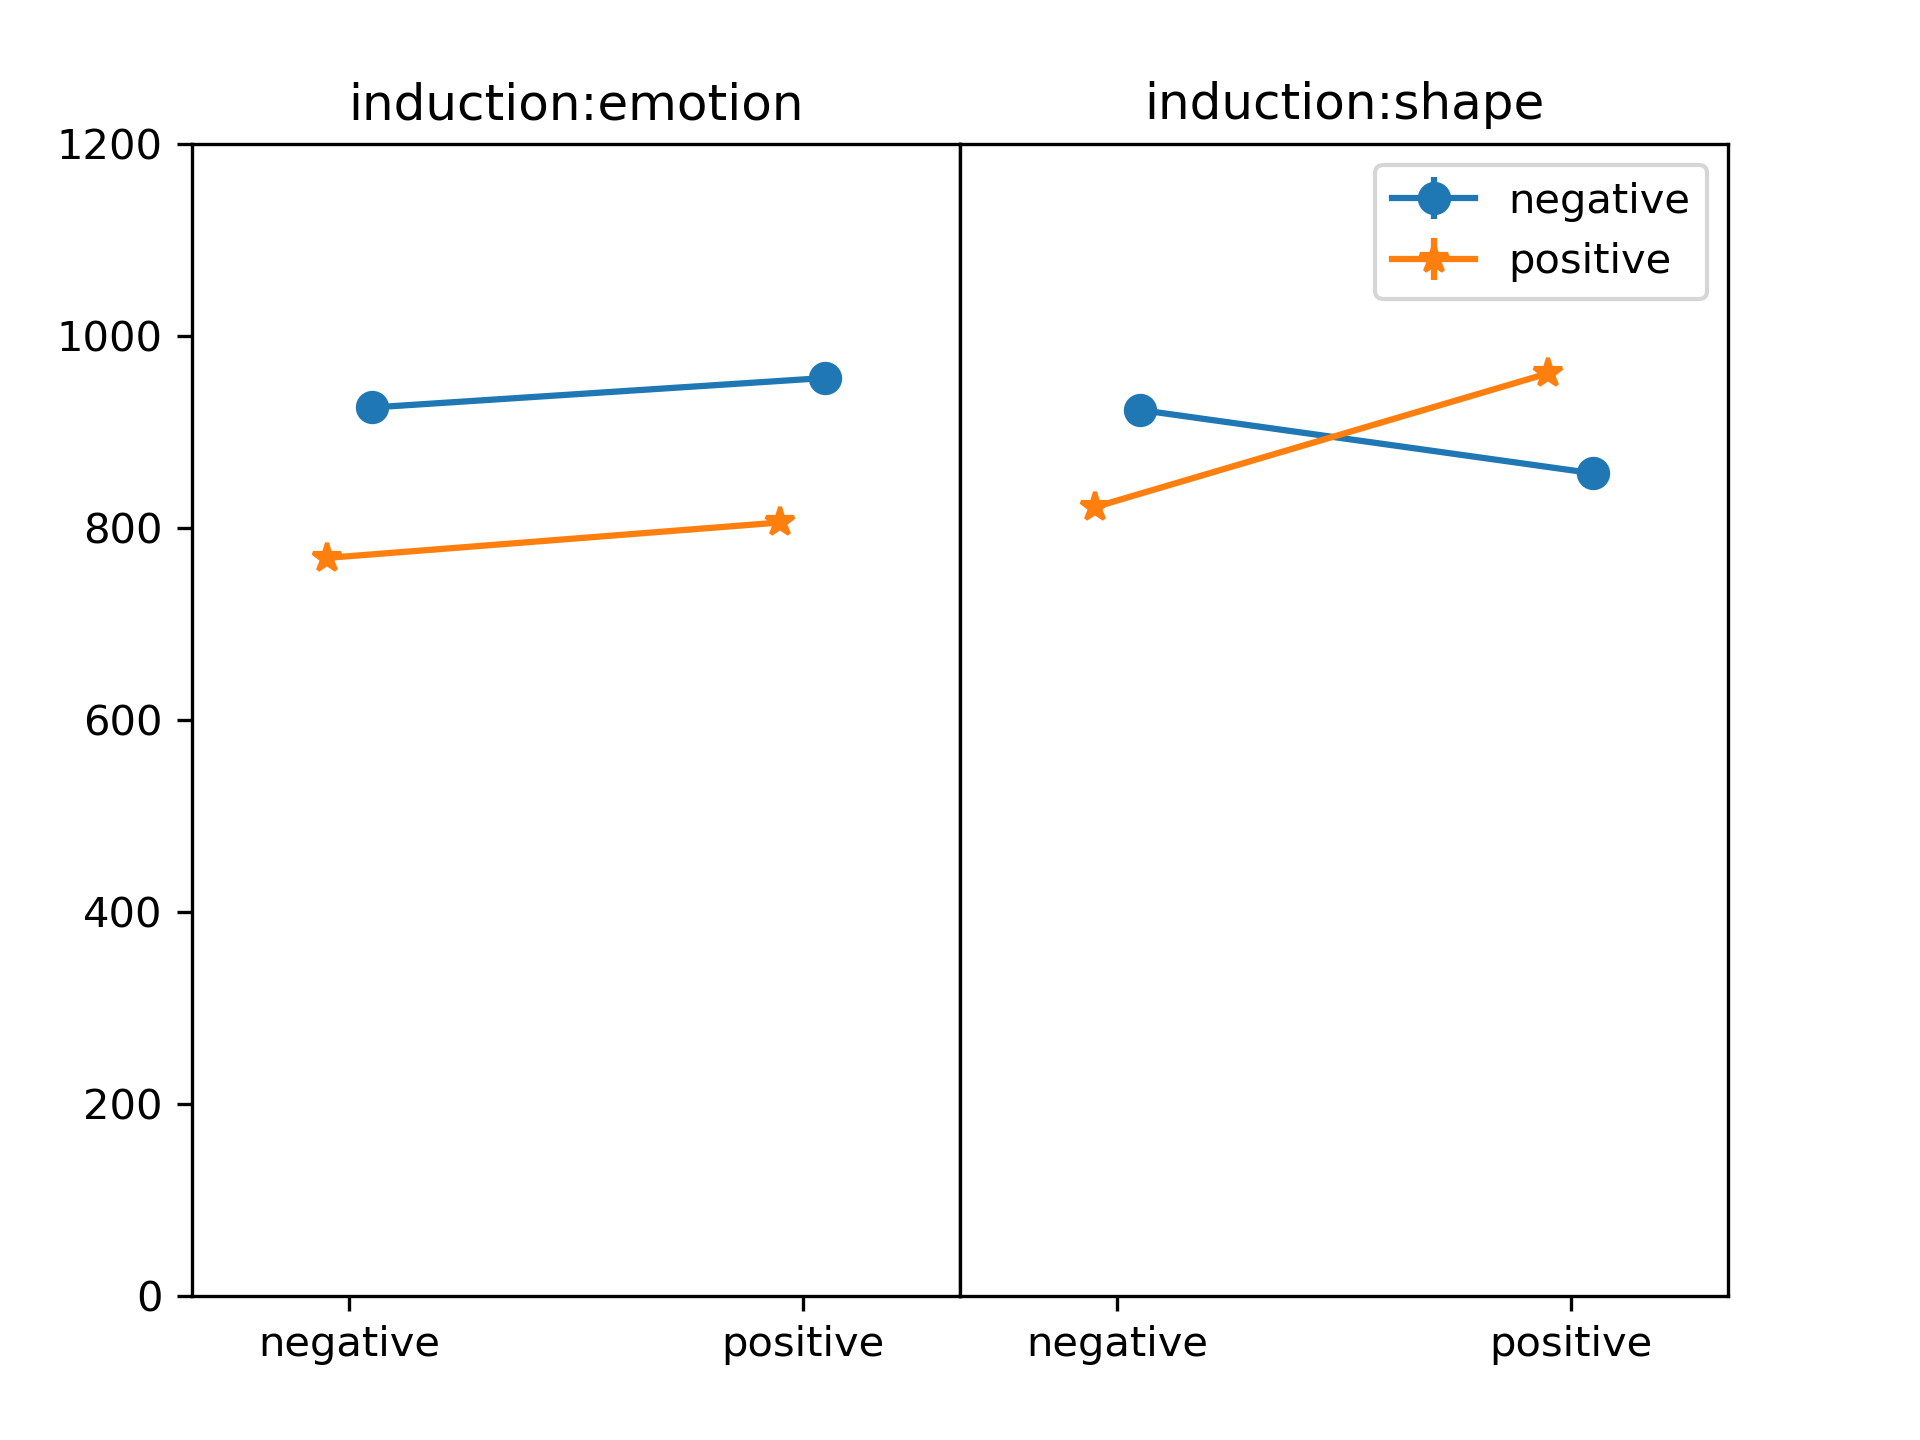 induction:emotion
induction:shape
1200
1000
800
600
400
200
0
negative
positive
negative
positive
negative
positive